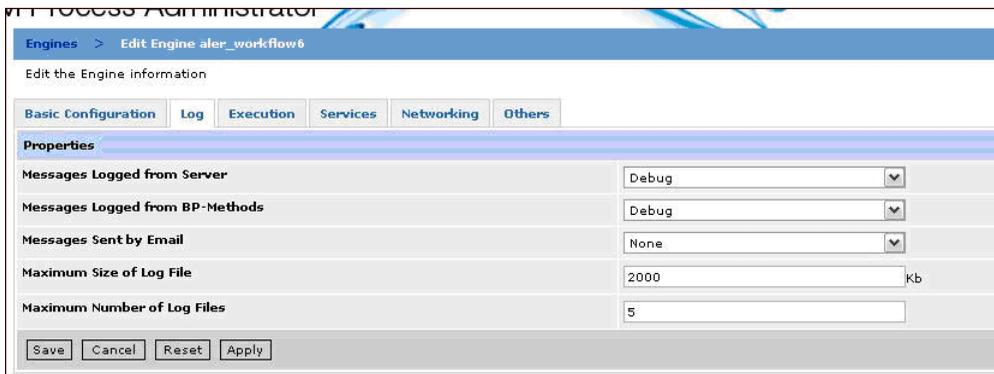 Process Administrator
Engines > Edit Engine aler_workflow6
Edit the Engine information
Basic Configuration Log Execution Services Networking Others
Properties
Messages Logged from Server Debug
Messages Logged from BP-Methods Debug
Messages Sent by Email None
Maximum Size of Log File 2000 Kb
Maximum Number of Log Files 5
Save Cancel Reset Apply